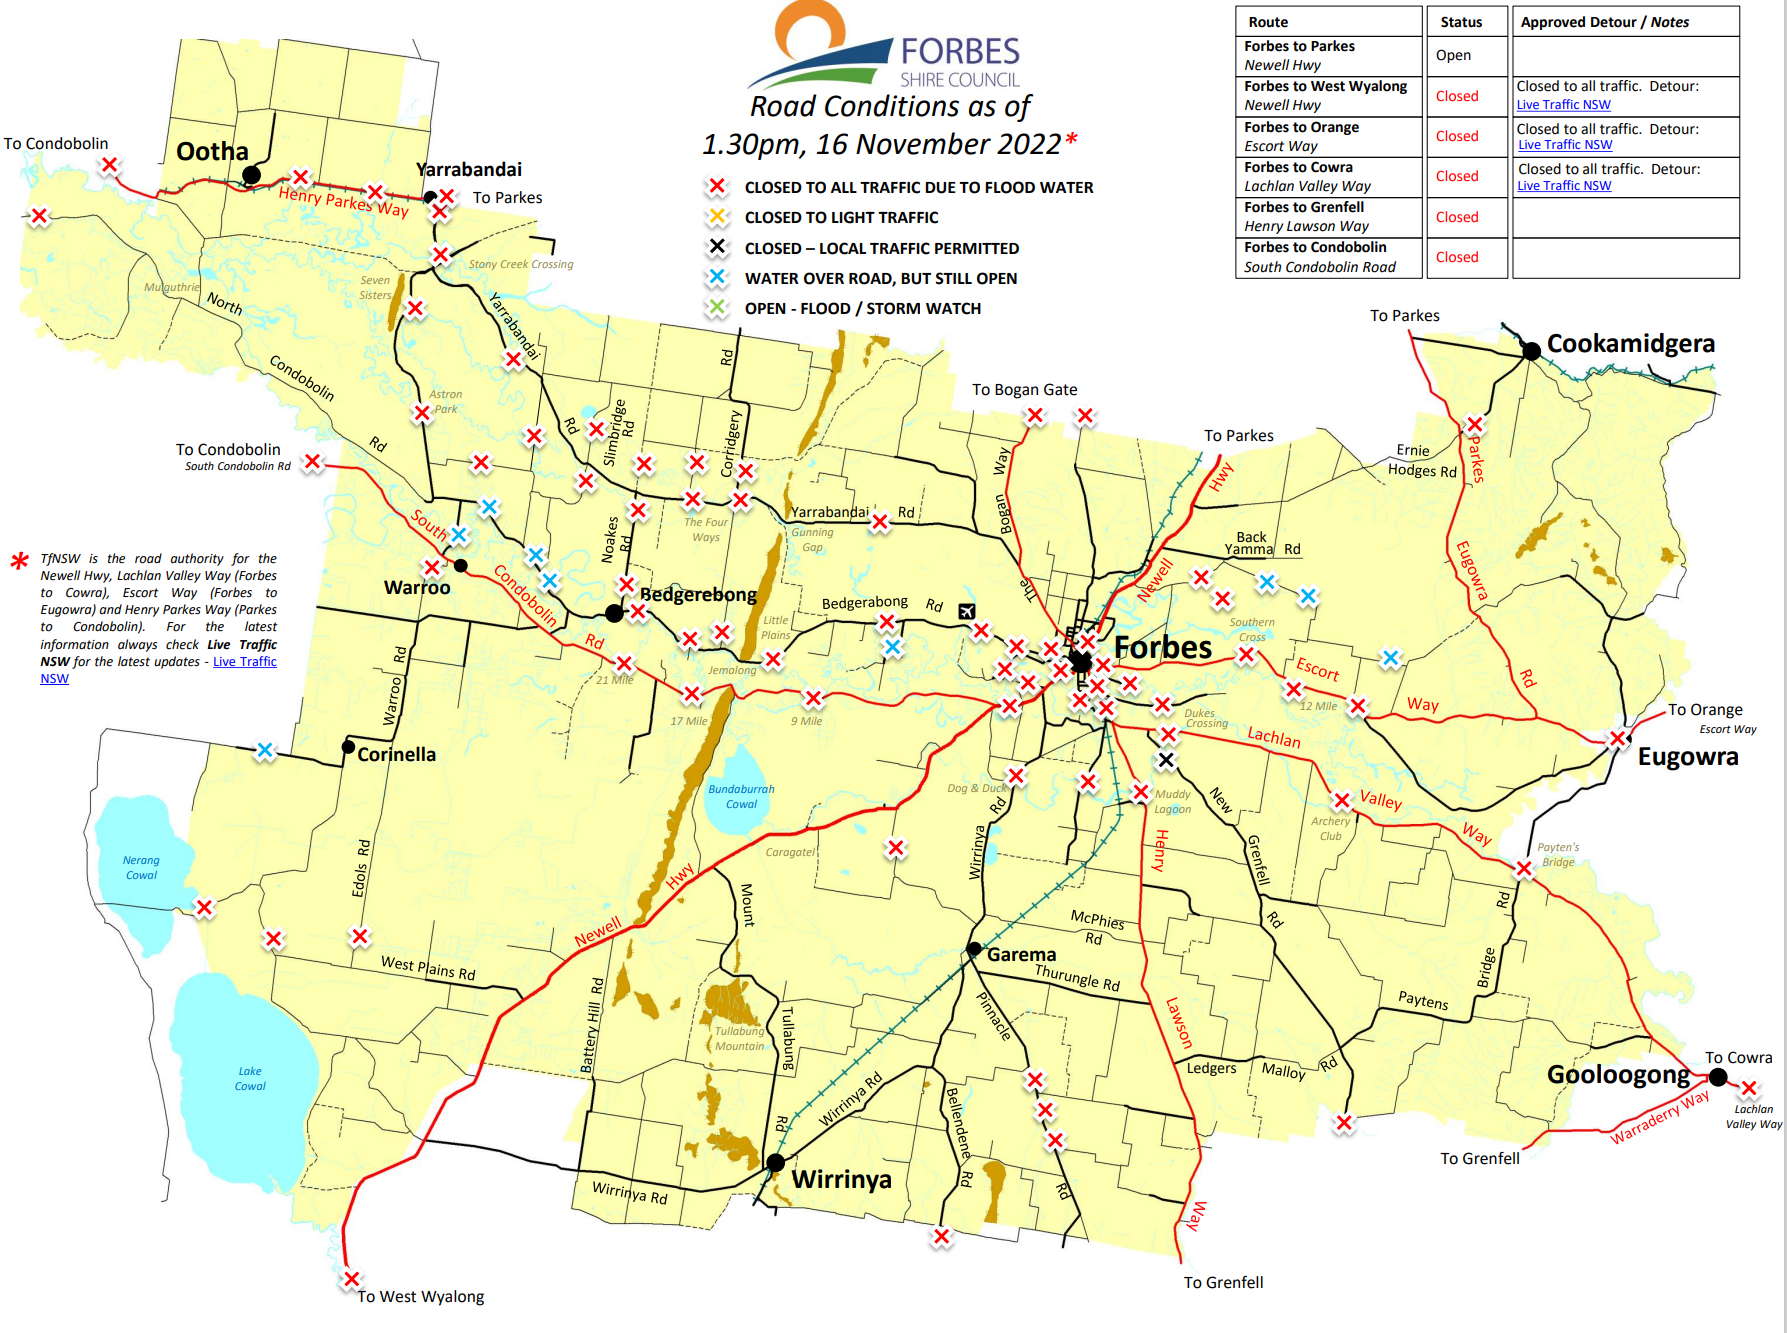 FORBES
SHIRE COUNCIL
Road Conditions as of
1.30pm, 16 November 2022*
CLOSED TO ALL TRAFFIC DUE TO FLOOD WATER
CLOSED TO LIGHT TRAFFIC
CLOSED – LOCAL TRAFFIC PERMITTED
WATER OVER ROAD, BUT STILL OPEN
OPEN - FLOOD / STORM WATCH
Route Status Approved Detour / Notes
Forbes to Parkes
Newell Hwy
Open
Forbes to West Wyalong
Newell Hwy
Closed
Closed to all traffic. Detour:
Live Traffic NSW
Forbes to Orange
Escort Way
Closed
Closed to all traffic. Detour:
Live Traffic NSW
Forbes to Cowra
Lachlan Valley Way
Closed
Closed to all traffic. Detour:
Live Traffic NSW
Forbes to Grenfell
Henry Lawson Way
Closed
Forbes to Condobolin
South Condobolin Road
Closed
To Condobolin
Ootha
Yarrabandai
To Parkes
Henry Parkes Way
Stony Creek Crossing
Seven
Sisters
Mulguthrie
North
Condobolin
Rd
Yarrabandai
Rd
Astron
Park
To Condobolin
South Condobolin Rd
Slimbridge
Rd
Corridgery
Rd
To Bogan Gate
To Parkes
To Parkes
Cookamidgera
Ernie
Hodges Rd
Parkes
Hwy
Way
Bogan
The
South
Noakes
Rd
The Four
Ways
Yarrabandai Rd
Gunning
Gap
Back
Yamma Rd
Newell
Eugowra
Rd
* TfNSW is the road authority for the
Newell Hwy, Lachlan Valley Way (Forbes
to Cowra), Escort Way (Forbes to
Eugowra) and Henry Parkes Way (Parkes
to Condobolin). For the latest
information always check Live Traffic
NSW for the latest updates - Live Traffic
NSW
Warroo
Condobolin
Rd
Bedgerebong
Bedgerabong Rd
Little
Plains
Jemalong
Forbes
Southern
Cross
Escort
Way
12 Mile
21 Mile
17 Mile
9 Mile
Warroo Rd
Dukes
Crossing
To Orange
Escort Way
Eugowra
Corinella
Lachlan
Valley
Way
Bundaburrah
Cowal
Dog & Duck
Muddy
Lagoon
New
Grenfell
Rd
Archery
Club
Payten's
Bridge
Caragatel
Wirrinya
Rd
Henry
Nerang
Cowal
Edols Rd
Hwy
Newell
Mount
McPhies
Rd
Rd
Bridge
Paytens
Garema
Thurungle Rd
West Plains Rd
Battery Hill Rd
Pinnacle
Lawson
Tullabung
Mountain
Tullabung
Rd
Lake
Cowal
Wirrinya Rd
Bellendene
Rd
Ledgers
Malloy Rd
To Cowra
Gooloogong
Lachlan
Valley Way
Warraderry Way
To Grenfell
Wirrinya
Wirrinya Rd
Rd
Way
To Grenfell
To West Wyalong